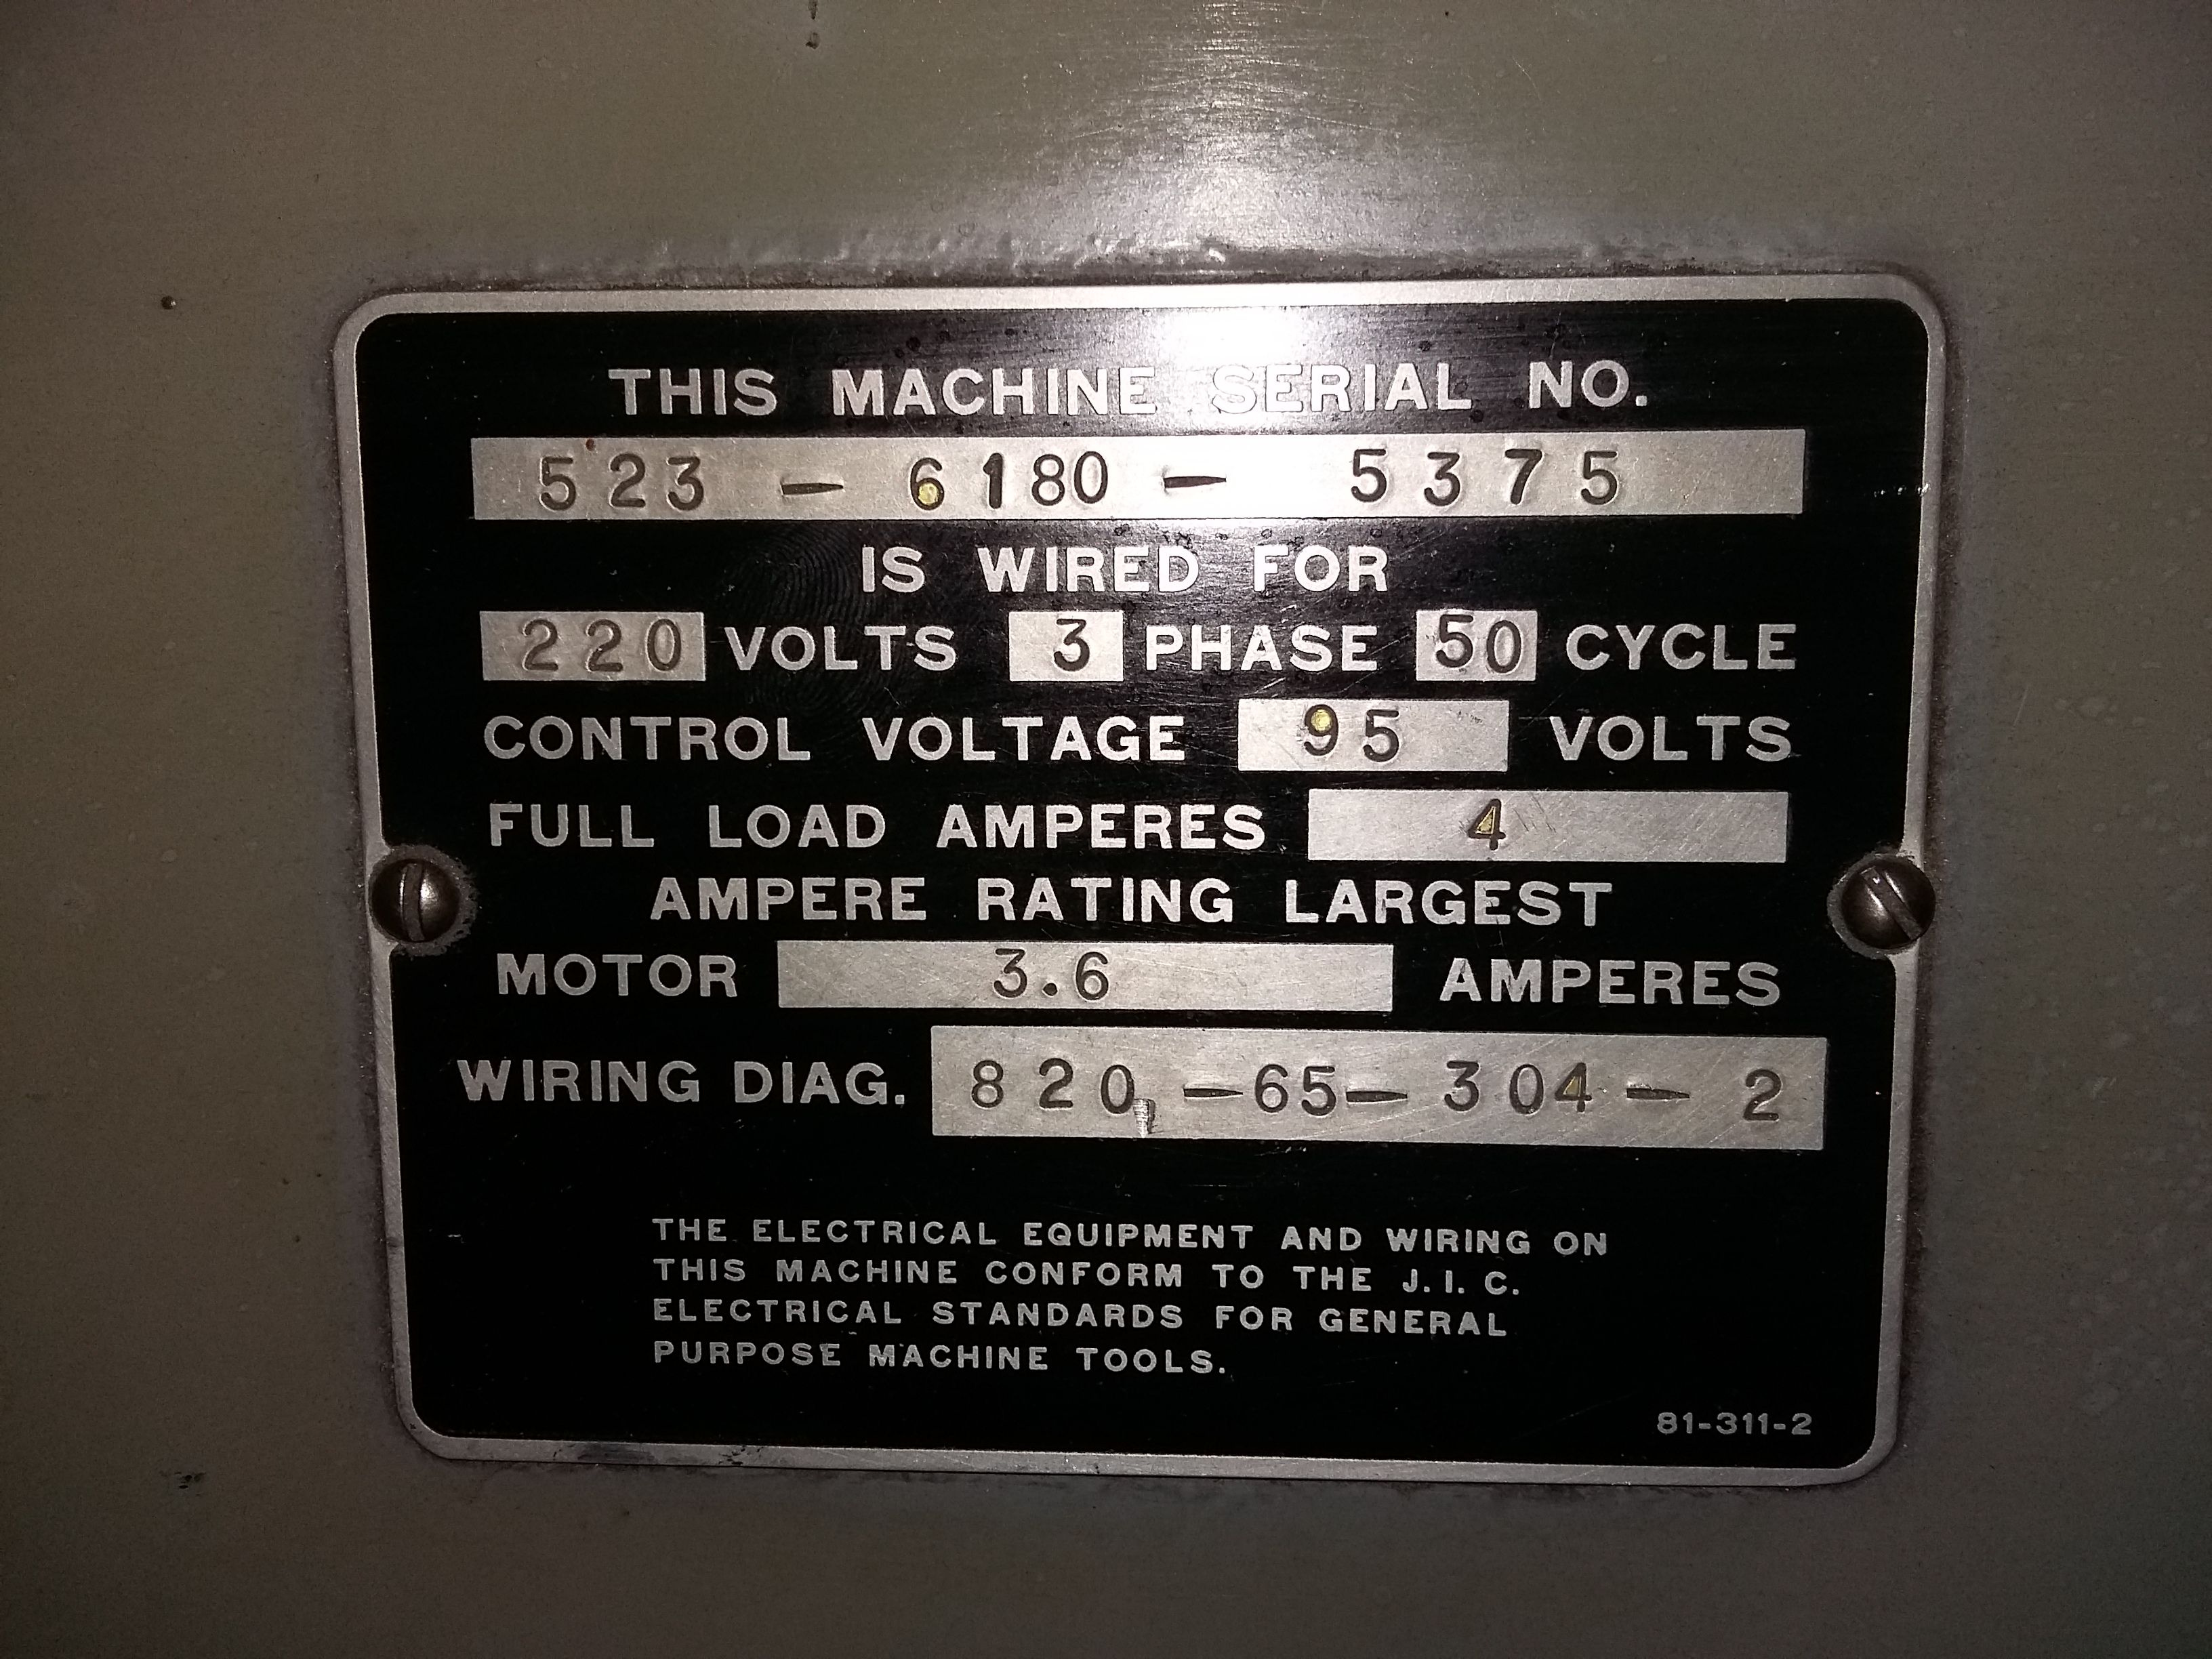 THIS MACHINE SERIAL NO.
523 - 6180 - 5375
IS WIRED FOR
220 VOLTS 3 PHASE 50 CYCLE
CONTROL VOLTAGE 95 VOLTS
FULL LOAD AMPERES 4
AMPERE RATING LARGEST
MOTOR 3.6 AMPERES
WIRING DIAG. 820 - 65 - 304 - 2
THE ELECTRICAL EQUIPMENT AND WIRING ON
THIS MACHINE CONFORM TO THE J. I. C.
ELECTRICAL STANDARDS FOR GENERAL
PURPOSE MACHINE TOOLS.
81-311-2